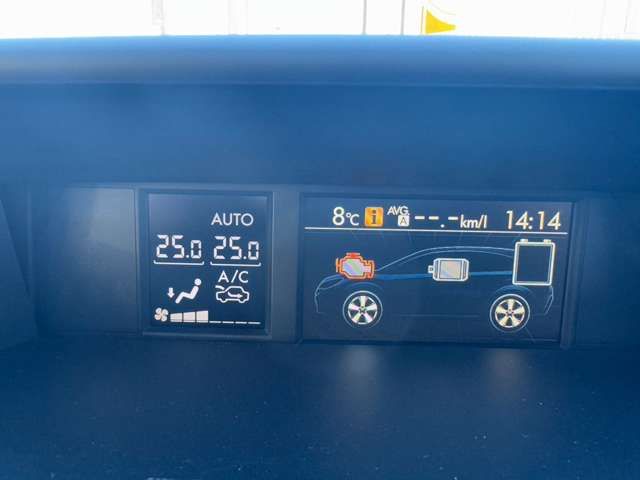 AUTO
25.0 25.0
A/C
8°C i AVG. A --.- km/l 14:14